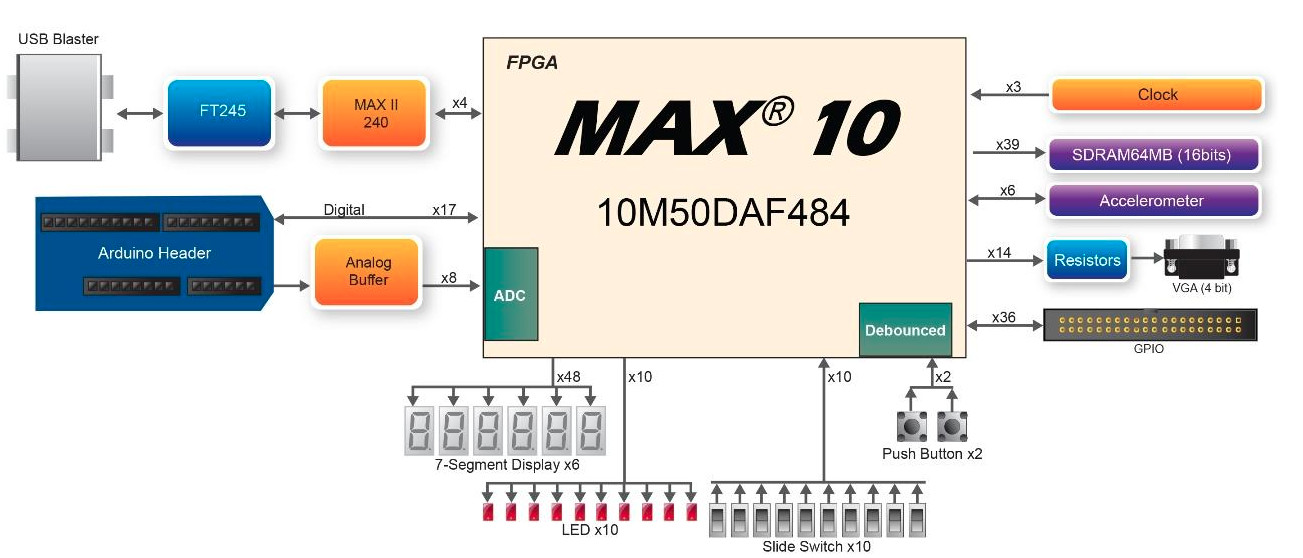 USB Blaster
FT245
MAX II
240
x4
FPGA
MAX® 10
10M50DAF484
x3
Clock
x39
SDRAM64MB (16bits)
x6
Accelerometer
x14
Resistors
VGA (4 bit)
x36
GPIO
Digital
x17
Arduino Header
Analog
Buffer
x8
ADC
Debounced
x48
x10
x10
x2
7-Segment Display x6
Push Button x2
LED x10
Slide Switch x10